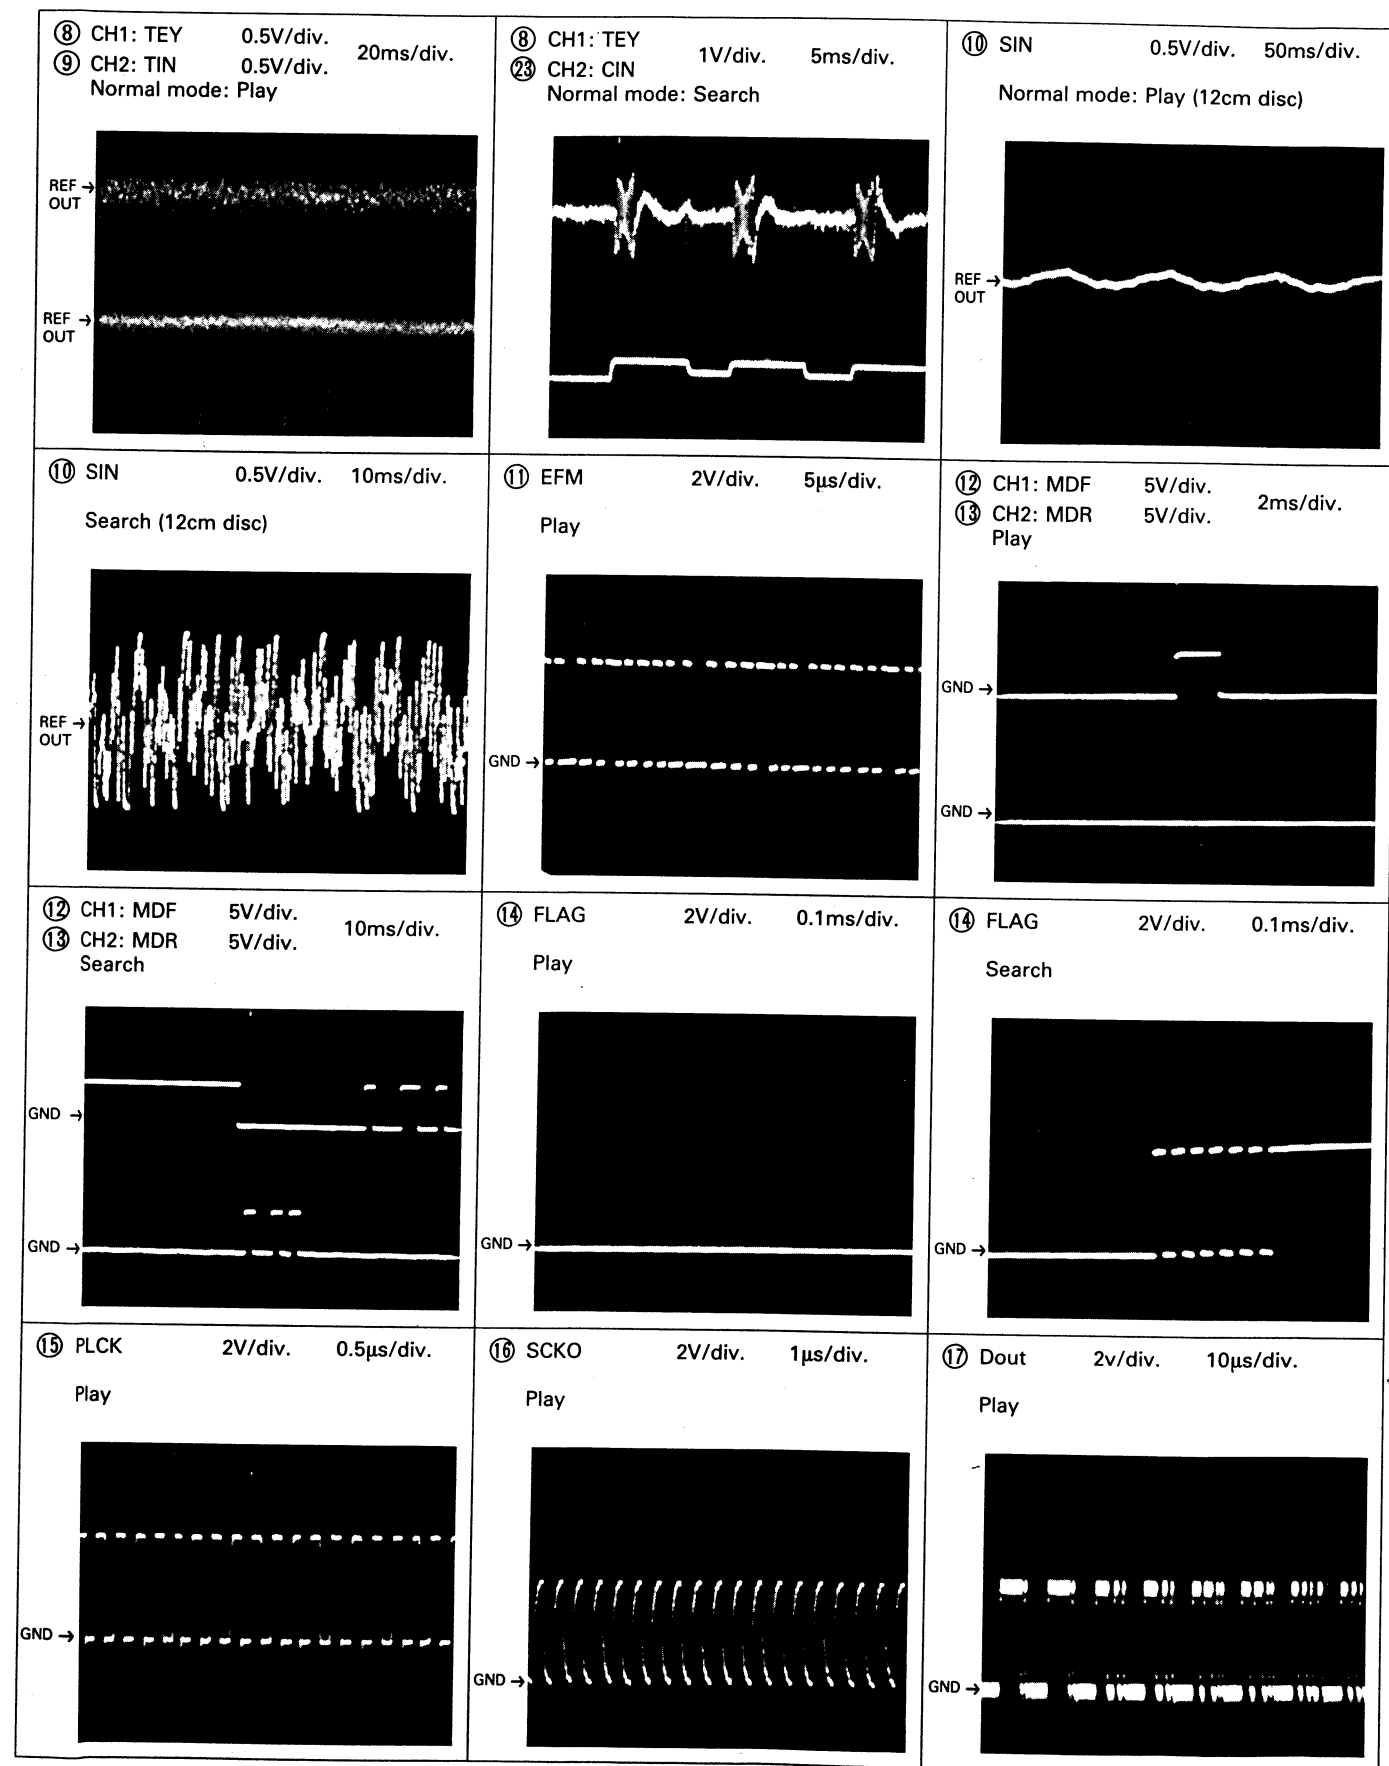 ⑧ CH1: TEY 0.5V/div. 20ms/div.
⑨ CH2: TIN 0.5V/div.
Normal mode: Play
REF →
OUT
REF →
OUT
⑧ CH1: TEY 1V/div. 5ms/div.
㉓ CH2: CIN
Normal mode: Search
⑩ SIN 0.5V/div. 50ms/div.
Normal mode: Play (12cm disc)
REF →
OUT
⑩ SIN 0.5V/div. 10ms/div.
Search (12cm disc)
REF →
OUT
⑪ EFM 2V/div. 5µs/div.
Play
GND →
⑫ CH1: MDF 5V/div. 2ms/div.
⑬ CH2: MDR 5V/div.
Play
GND →
GND →
⑫ CH1: MDF 5V/div. 10ms/div.
⑬ CH2: MDR 5V/div.
Search
GND →
GND →
⑭ FLAG 2V/div. 0.1ms/div.
Play
GND →
⑭ FLAG 2V/div. 0.1ms/div.
Search
GND →
⑮ PLCK 2V/div. 0.5µs/div.
Play
GND →
⑯ SCKO 2V/div. 1µs/div.
Play
GND →
⑰ Dout 2v/div. 10µs/div.
Play
GND →